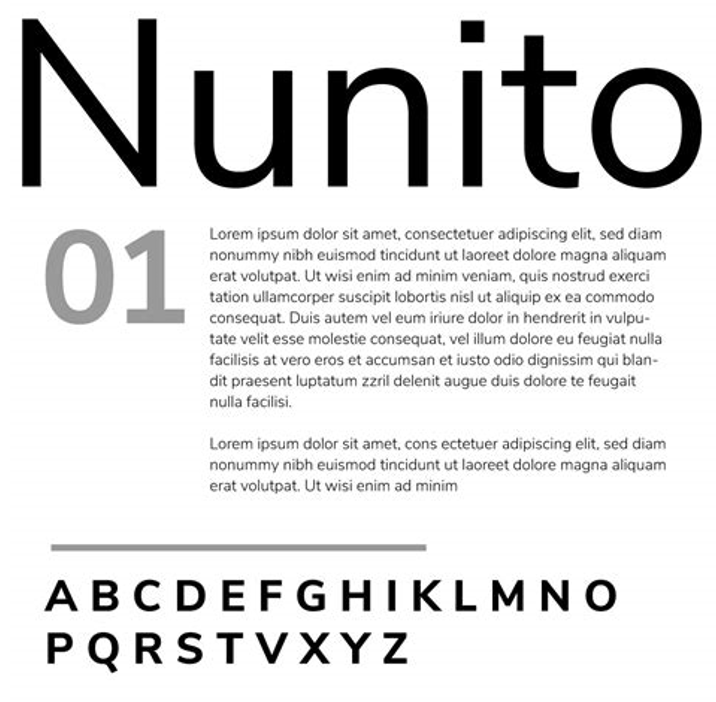 Nunito
01
Lorem ipsum dolor sit amet, consectetuer adipiscing elit, sed diam
nonummy nibh euismod tincidunt ut laoreet dolore magna aliquam
erat volutpat. Ut wisi enim ad minim veniam, quis nostrud exerci
tation ullamcorper suscipit lobortis nisl ut aliquip ex ea commodo
consequat. Duis autem vel eum iriure dolor in hendrerit in vulpu-
tate velit esse molestie consequat, vel illum dolore eu feugiat nulla
facilisis at vero eros et accumsan et iusto odio dignissim qui blan-
dit praesent luptatum zzril delenit augue duis dolore te feugait
nulla facilisi.
Lorem ipsum dolor sit amet, cons ectetuer adipiscing elit, sed diam
nonummy nibh euismod tincidunt ut laoreet dolore magna aliquam
erat volutpat. Ut wisi enim ad minim
A B C D E F G H I K L M N O
P Q R S T V X Y Z